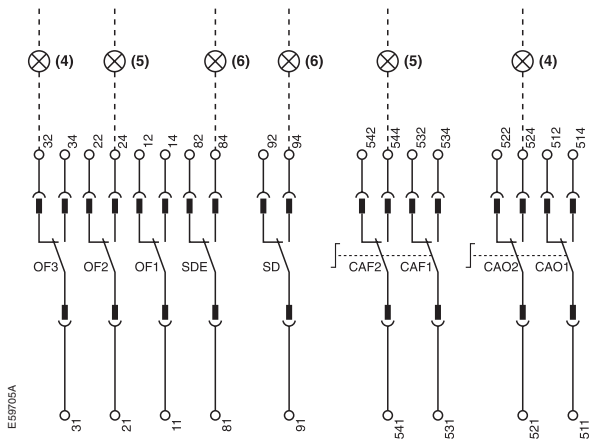 (4) (5) (6) (6) (5) (4)
32 34 22 24 12 14 82 84 92 94 542 544 532 534 522 524 512 514
OF3 OF2 OF1 SDE SD CAF2 CAF1 CAO2 CAO1
31 21 11 81 91 541 531 521 511
E59705A